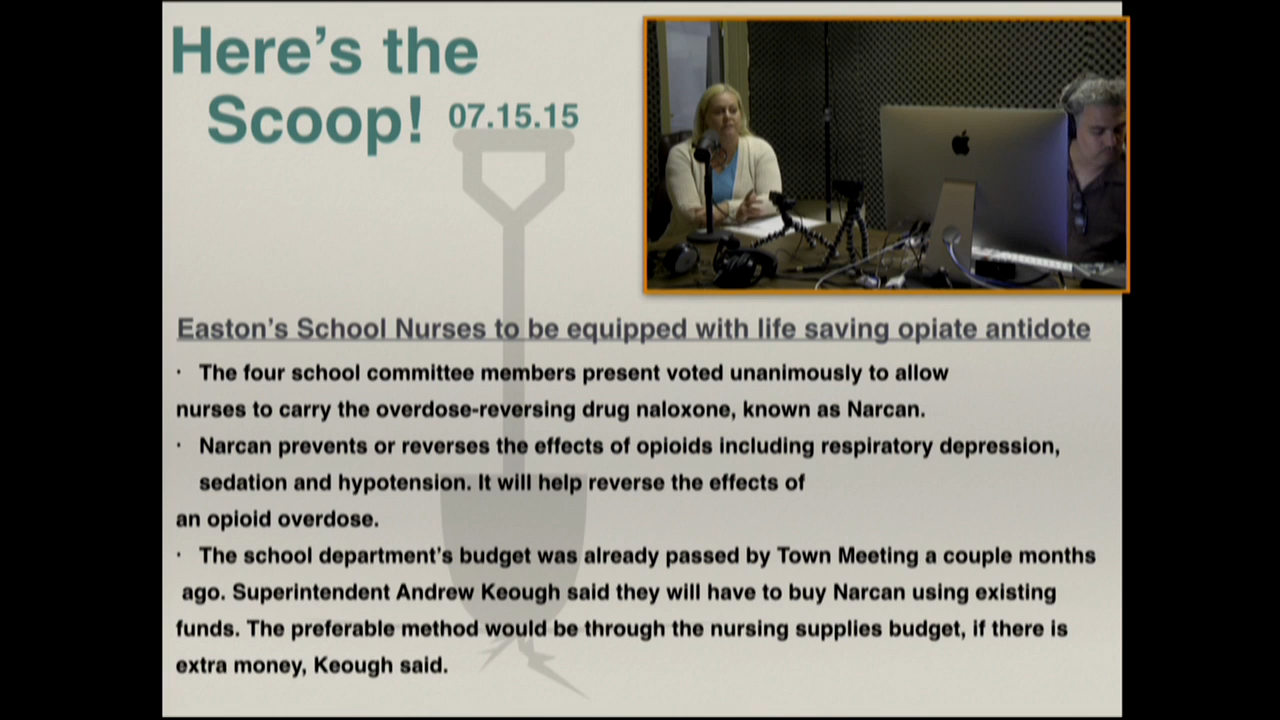 Here's the
Scoop! 07.15.15
Easton's School Nurses to be equipped with life saving opiate antidote
· The four school committee members present voted unanimously to allow
nurses to carry the overdose-reversing drug naloxone, known as Narcan.
· Narcan prevents or reverses the effects of opioids including respiratory depression,
sedation and hypotension. It will help reverse the effects of
an opioid overdose.
· The school department's budget was already passed by Town Meeting a couple months
ago. Superintendent Andrew Keough said they will have to buy Narcan using existing
funds. The preferable method would be through the nursing supplies budget, if there is
extra money, Keough said.